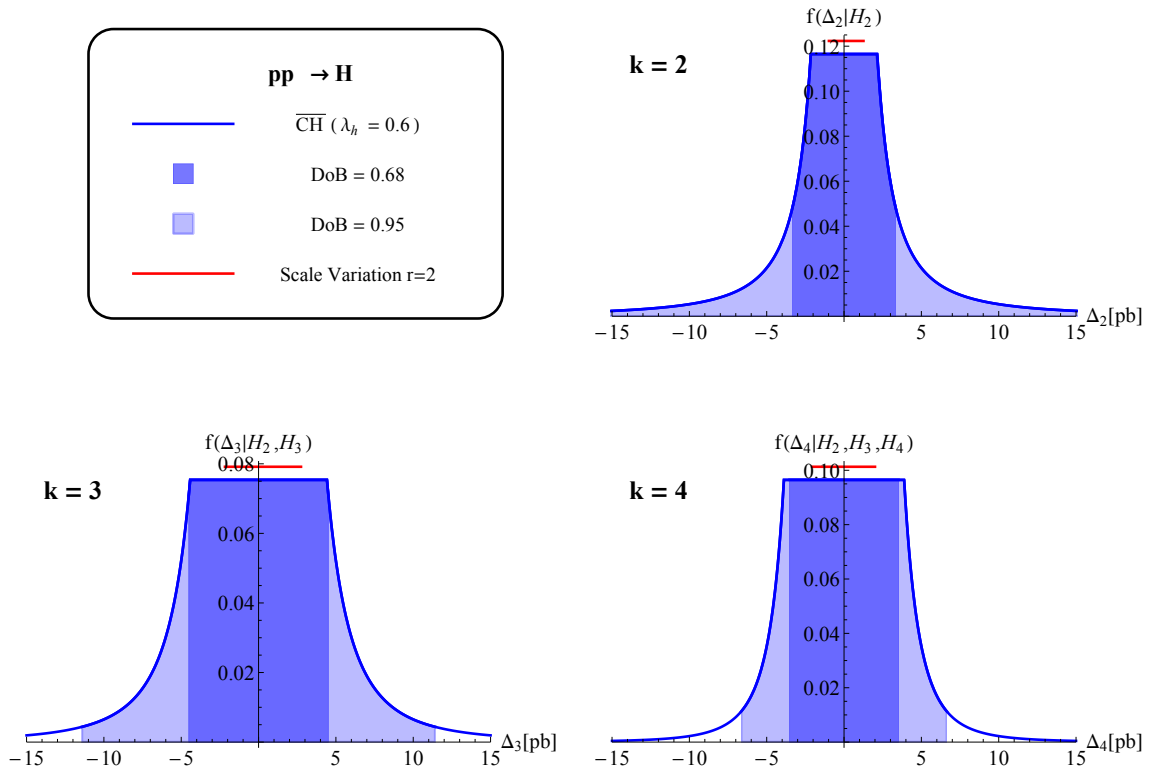 pp → H
C̅H̅ ( λₕ = 0.6 )
DoB = 0.68
DoB = 0.95
Scale Variation r=2
f(Δ₂|H₂)
k = 2
0.12
0.10
0.08
0.06
0.04
0.02
−15 −10 −5 5 10 15
Δ₂[pb]
f(Δ₃|H₂,H₃)
k = 3
0.08
0.06
0.04
0.02
−15 −10 −5 5 10 15
Δ₃[pb]
f(Δ₄|H₂,H₃,H₄)
k = 4
0.10
0.08
0.06
0.04
0.02
−15 −10 −5 5 10 15
Δ₄[pb]